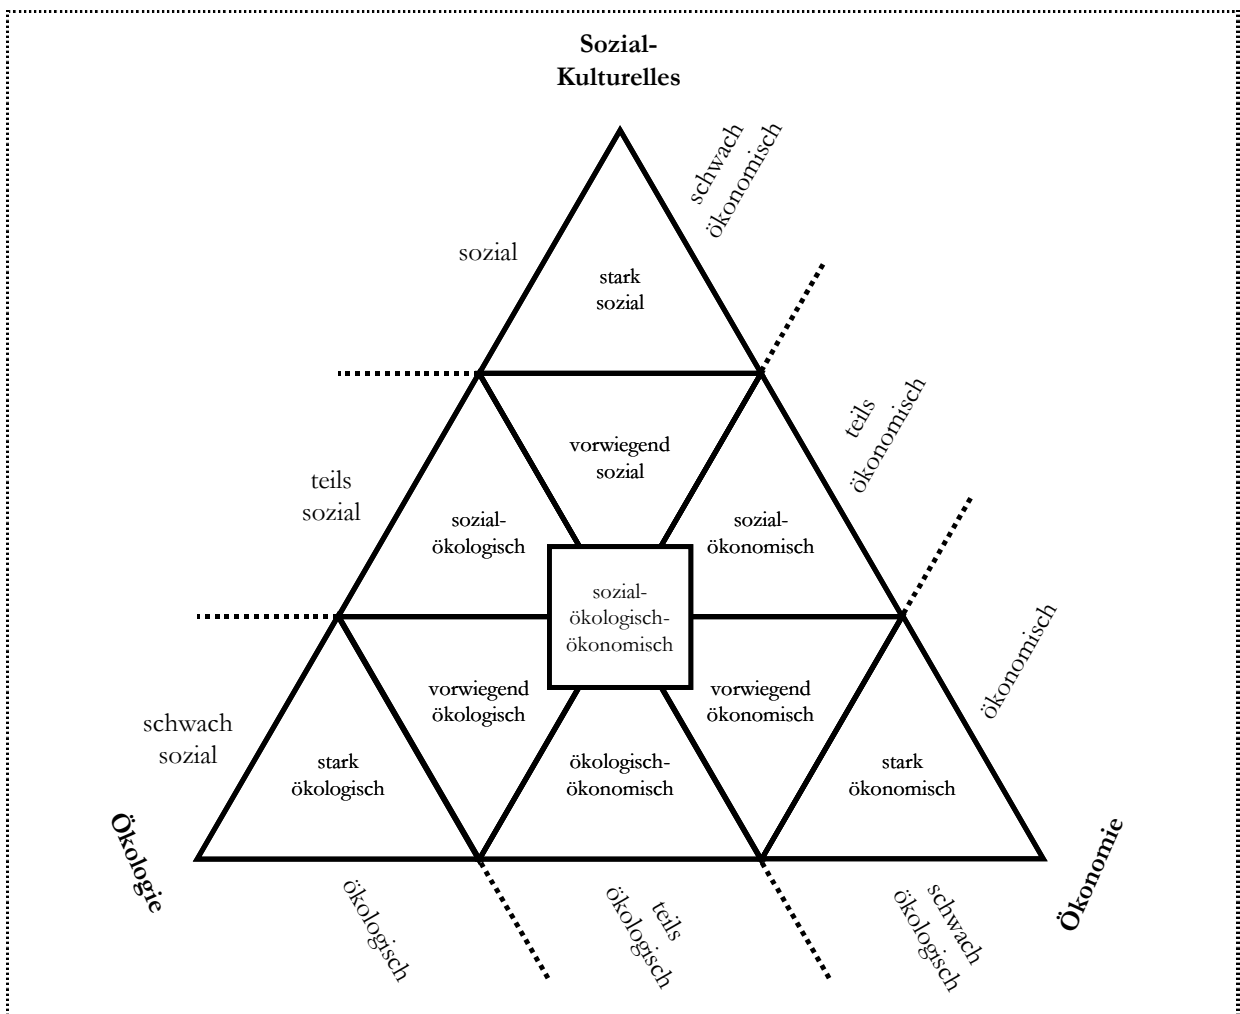 Sozial-
Kulturelles
schwach
ökonomisch
sozial
stark
sozial
teils
ökonomisch
vorwiegend
sozial
teils
sozial
sozial-
ökologisch
sozial-
ökonomisch
sozial-
ökologisch-
ökonomisch
ökonomisch
vorwiegend
ökologisch
vorwiegend
ökonomisch
schwach
sozial
stark
ökologisch
ökologisch-
ökonomisch
stark
ökonomisch
Ökologie
Ökonomie
ökologisch
teils
ökologisch
schwach
ökologisch